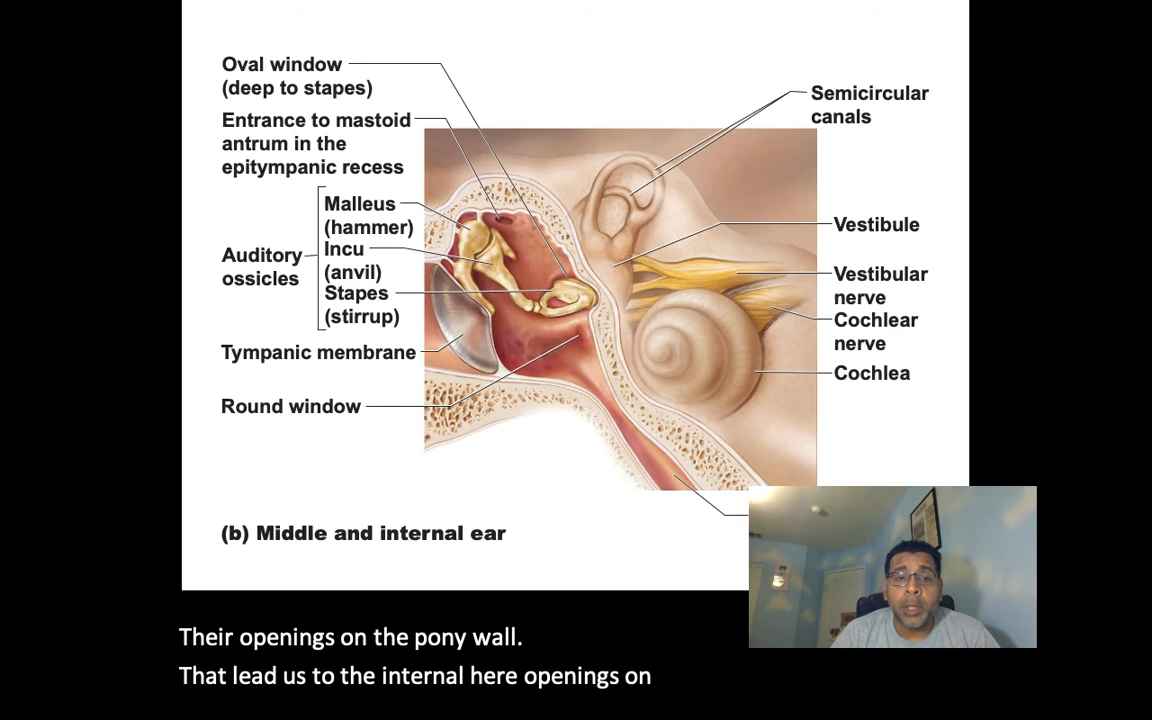 Oval window
(deep to stapes)
Entrance to mastoid
antrum in the
epitympanic recess
Auditory
ossicles
Malleus
(hammer)
Incu
(anvil)
Stapes
(stirrup)
Tympanic membrane
Round window
Semicircular
canals
Vestibule
Vestibular
nerve
Cochlear
nerve
Cochlea
(b) Middle and internal ear
Their openings on the pony wall.
That lead us to the internal here openings on